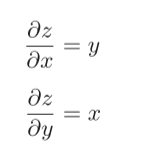 ∂z/∂x = y
∂z/∂y = x